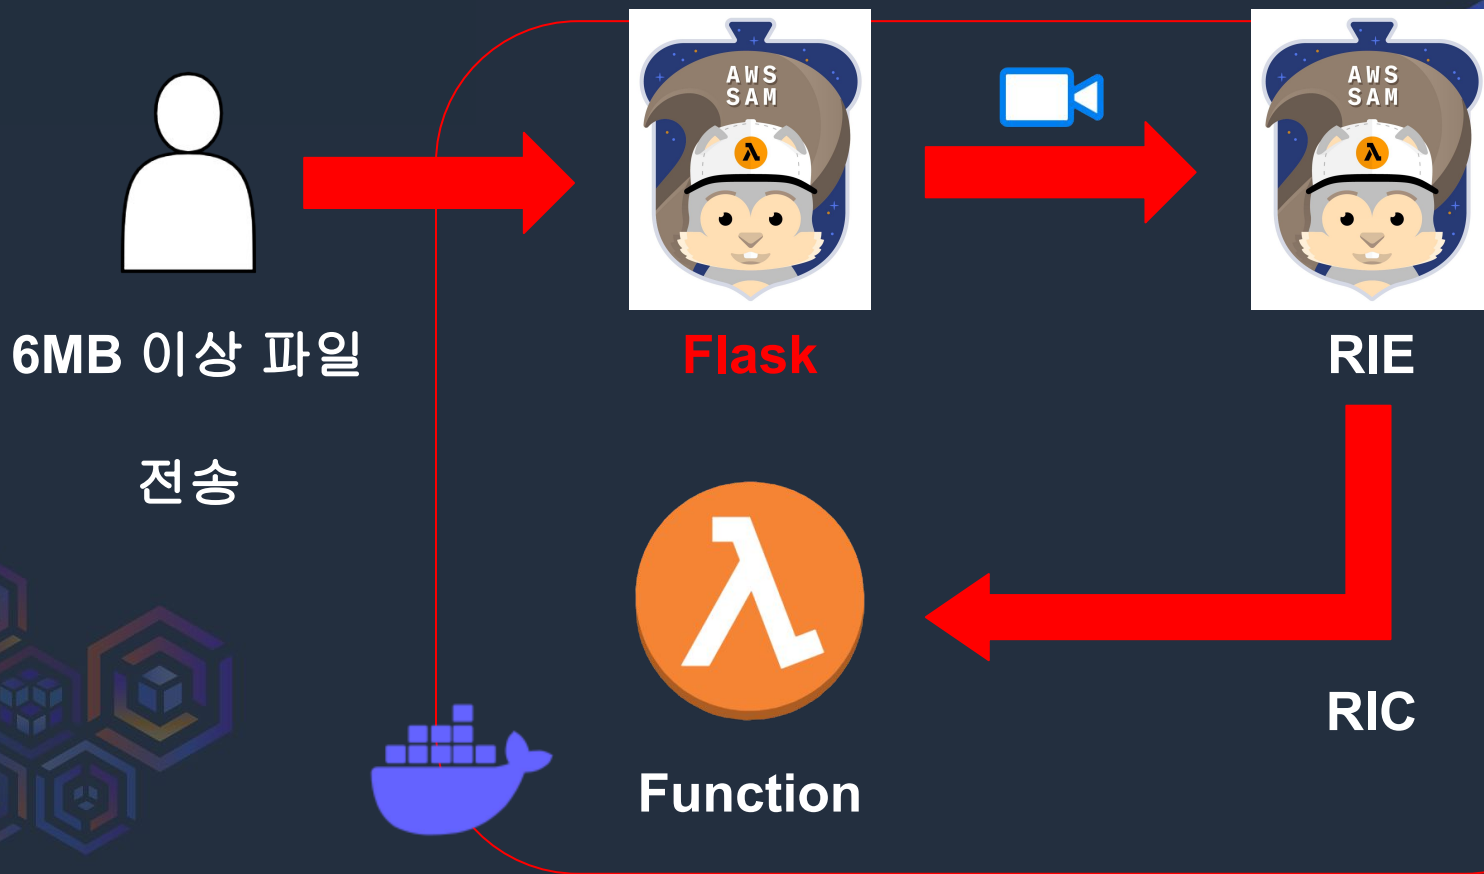 AWS
SAM
AWS
SAM
6MB 이상 파일
전송
Flask
RIE
RIC
Function